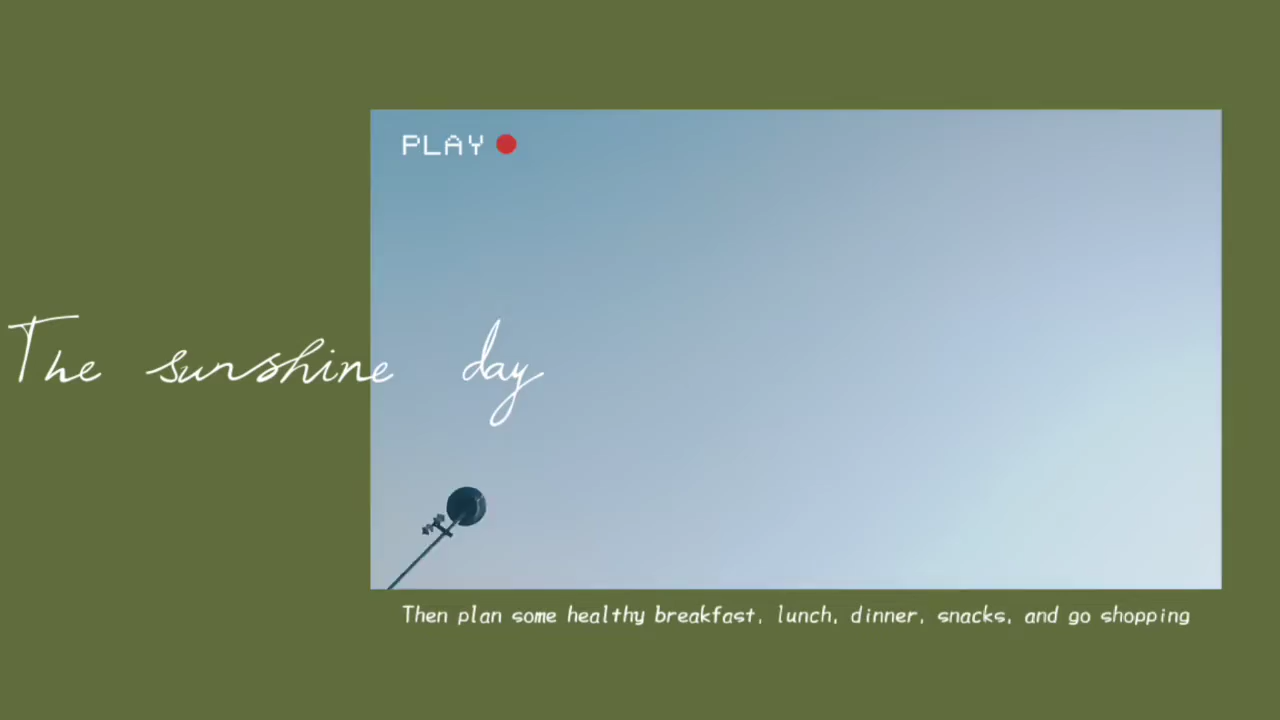 PLAY
The sunshine day
Then plan some healthy breakfast, lunch, dinner, snacks, and go shopping